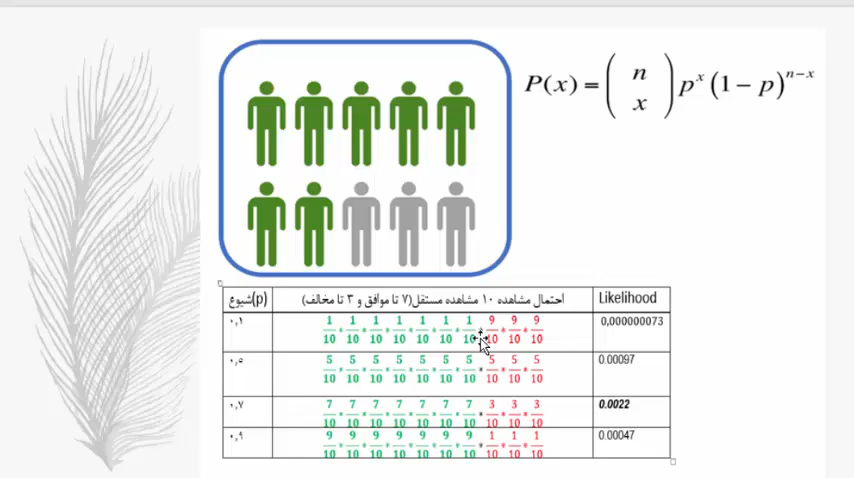 P(x) = ( n x ) p^x (1 − p)^{n−x}
شیوع(p) احتمال مشاهده ۱۰ مشاهده مستقل(۷ تا موافق و ۳ تا مخالف) Likelihood
۰,۱ 1/10 * 1/10 * 1/10 * 1/10 * 1/10 * 1/10 * 1/10 * 9/10 * 9/10 * 9/10 0,000000073
۰,۵ 5/10 * 5/10 * 5/10 * 5/10 * 5/10 * 5/10 * 5/10 * 5/10 * 5/10 * 5/10 0.00097
۰,۷ 7/10 * 7/10 * 7/10 * 7/10 * 7/10 * 7/10 * 7/10 * 3/10 * 3/10 * 3/10 0.0022
۰,۹ 9/10 * 9/10 * 9/10 * 9/10 * 9/10 * 9/10 * 9/10 * 1/10 * 1/10 * 1/10 0.00047